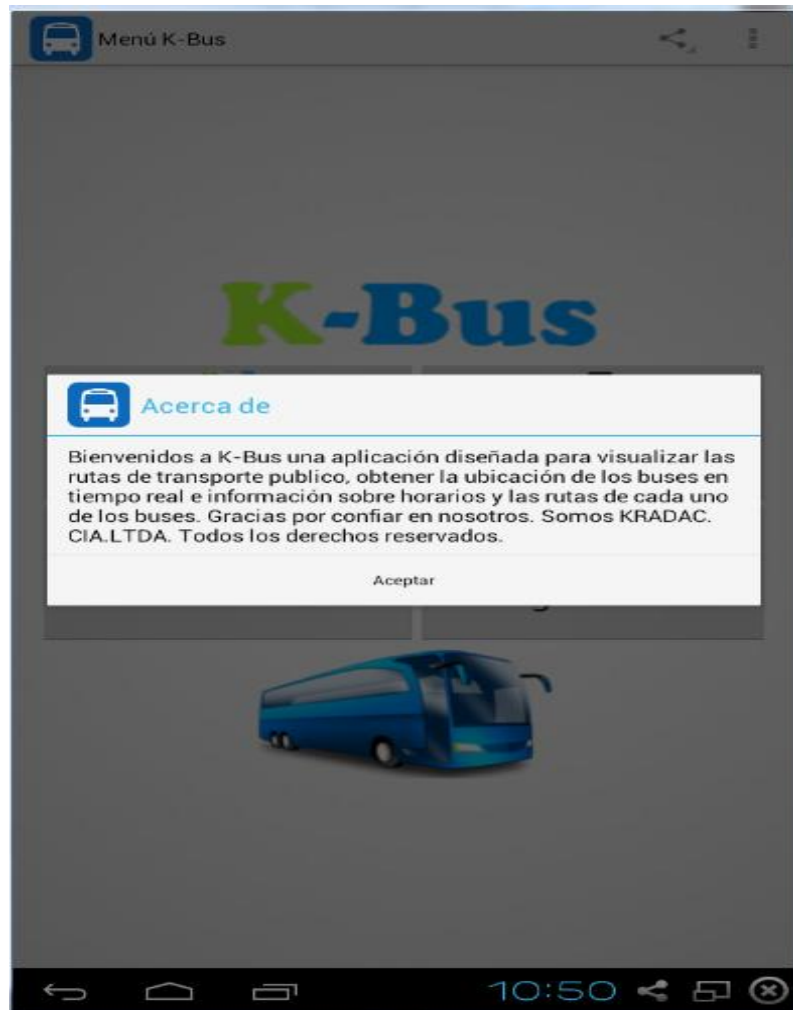 Menú K-Bus
K-Bus
Acerca de
Bienvenidos a K-Bus una aplicación diseñada para visualizar las
rutas de transporte publico, obtener la ubicación de los buses en
tiempo real e información sobre horarios y las rutas de cada uno
de los buses. Gracias por confiar en nosotros. Somos KRADAC.
CIA.LTDA. Todos los derechos reservados.
Aceptar
10:50